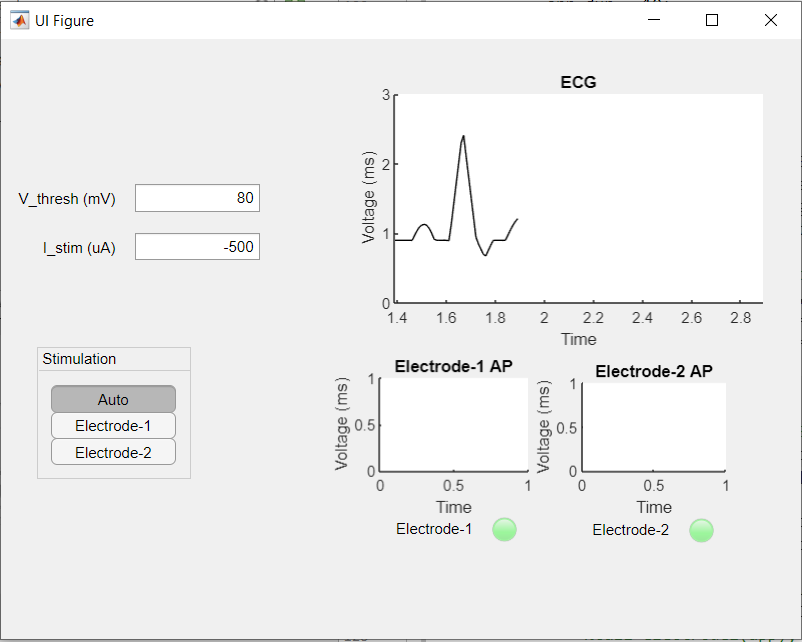 UI Figure
ECG
3
2
1
0
Voltage (ms)
1.4 1.6 1.8 2 2.2 2.4 2.6 2.8
Time
V_thresh (mV) 80
I_stim (uA) -500
Stimulation
Auto
Electrode-1
Electrode-2
Electrode-1 AP
1
0.5
0
Voltage (ms)
0 0.5 1
Time
Electrode-1
Electrode-2 AP
1
0.5
0
Voltage (ms)
0 0.5 1
Time
Electrode-2